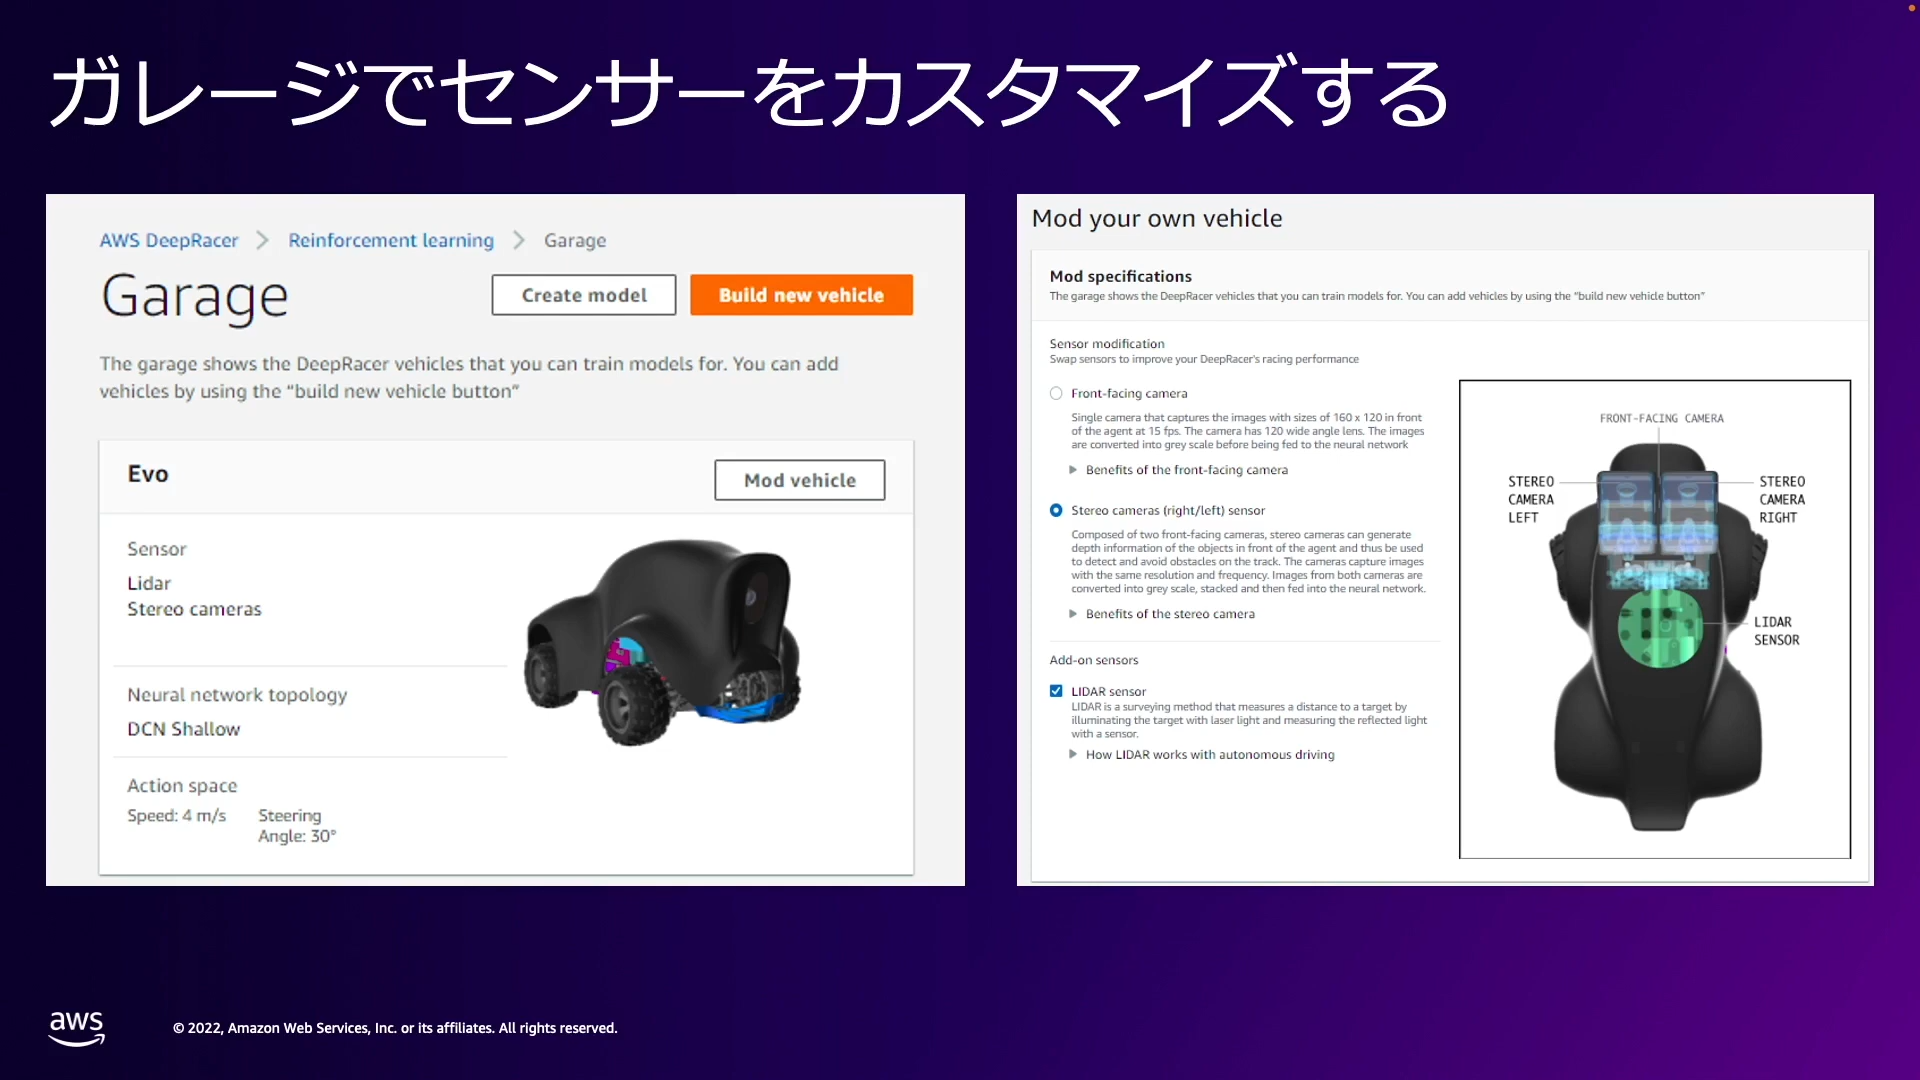 ガレージでセンサーをカスタマイズする
AWS DeepRacer > Reinforcement learning > Garage
Garage
Create model
Build new vehicle
The garage shows the DeepRacer vehicles that you can train models for. You can add
vehicles by using the “build new vehicle button”
Evo
Mod vehicle
Sensor
Lidar
Stereo cameras
Neural network topology
DCN Shallow
Action space
Speed: 4 m/s
Steering
Angle: 30°
Mod your own vehicle
Mod specifications
The garage shows the DeepRacer vehicles that you can train models for. You can add vehicles by using the “build new vehicle button”
Sensor modification
Swap sensors to improve your DeepRacer's racing performance
Front-facing camera
Single camera that captures the images with sizes of 160 x 120 in front
of the agent at 15 fps. The camera has 120 wide angle lens. The images
are converted into grey scale before being fed to the neural network
Benefits of the front-facing camera
Stereo cameras (right/left) sensor
Composed of two front-facing cameras, stereo cameras can generate
depth information of the objects in front of the agent and thus be used
to detect and avoid obstacles on the track. The cameras capture images
with the same resolution and frequency. Images from both cameras are
converted into grey scale, stacked and then fed into the neural network.
Benefits of the stereo camera
Add-on sensors
LIDAR sensor
LIDAR is a surveying method that measures a distance to a target by
illuminating the target with laser light and measuring the reflected light
with a sensor.
How LIDAR works with autonomous driving
FRONT-FACING CAMERA
STEREO
CAMERA
LEFT
STEREO
CAMERA
RIGHT
LIDAR
SENSOR
aws
© 2022, Amazon Web Services, Inc. or its affiliates. All rights reserved.